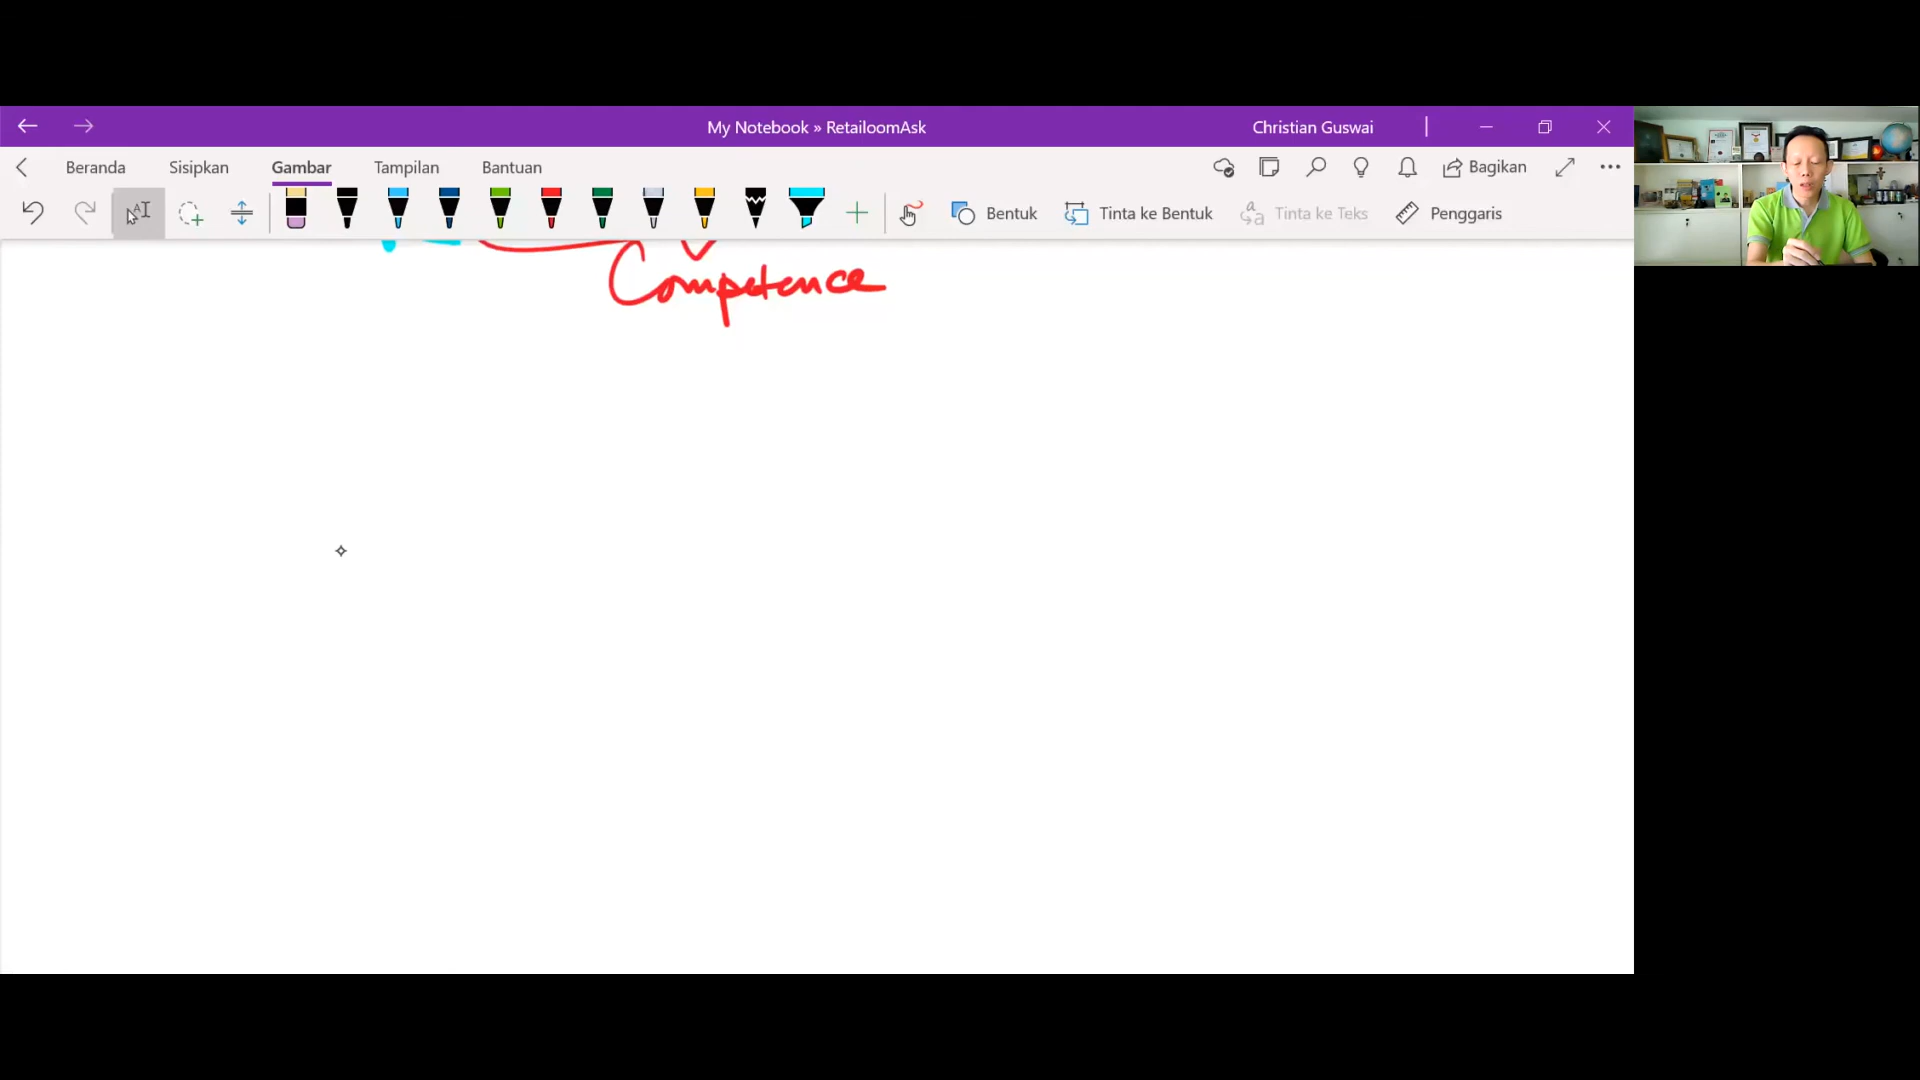 My Notebook » RetailoomAsk
Christian Guswai
Beranda Sisipkan Gambar Tampilan Bantuan
Bagikan
Bentuk Tinta ke Bentuk Tinta ke Teks Penggaris
Competence